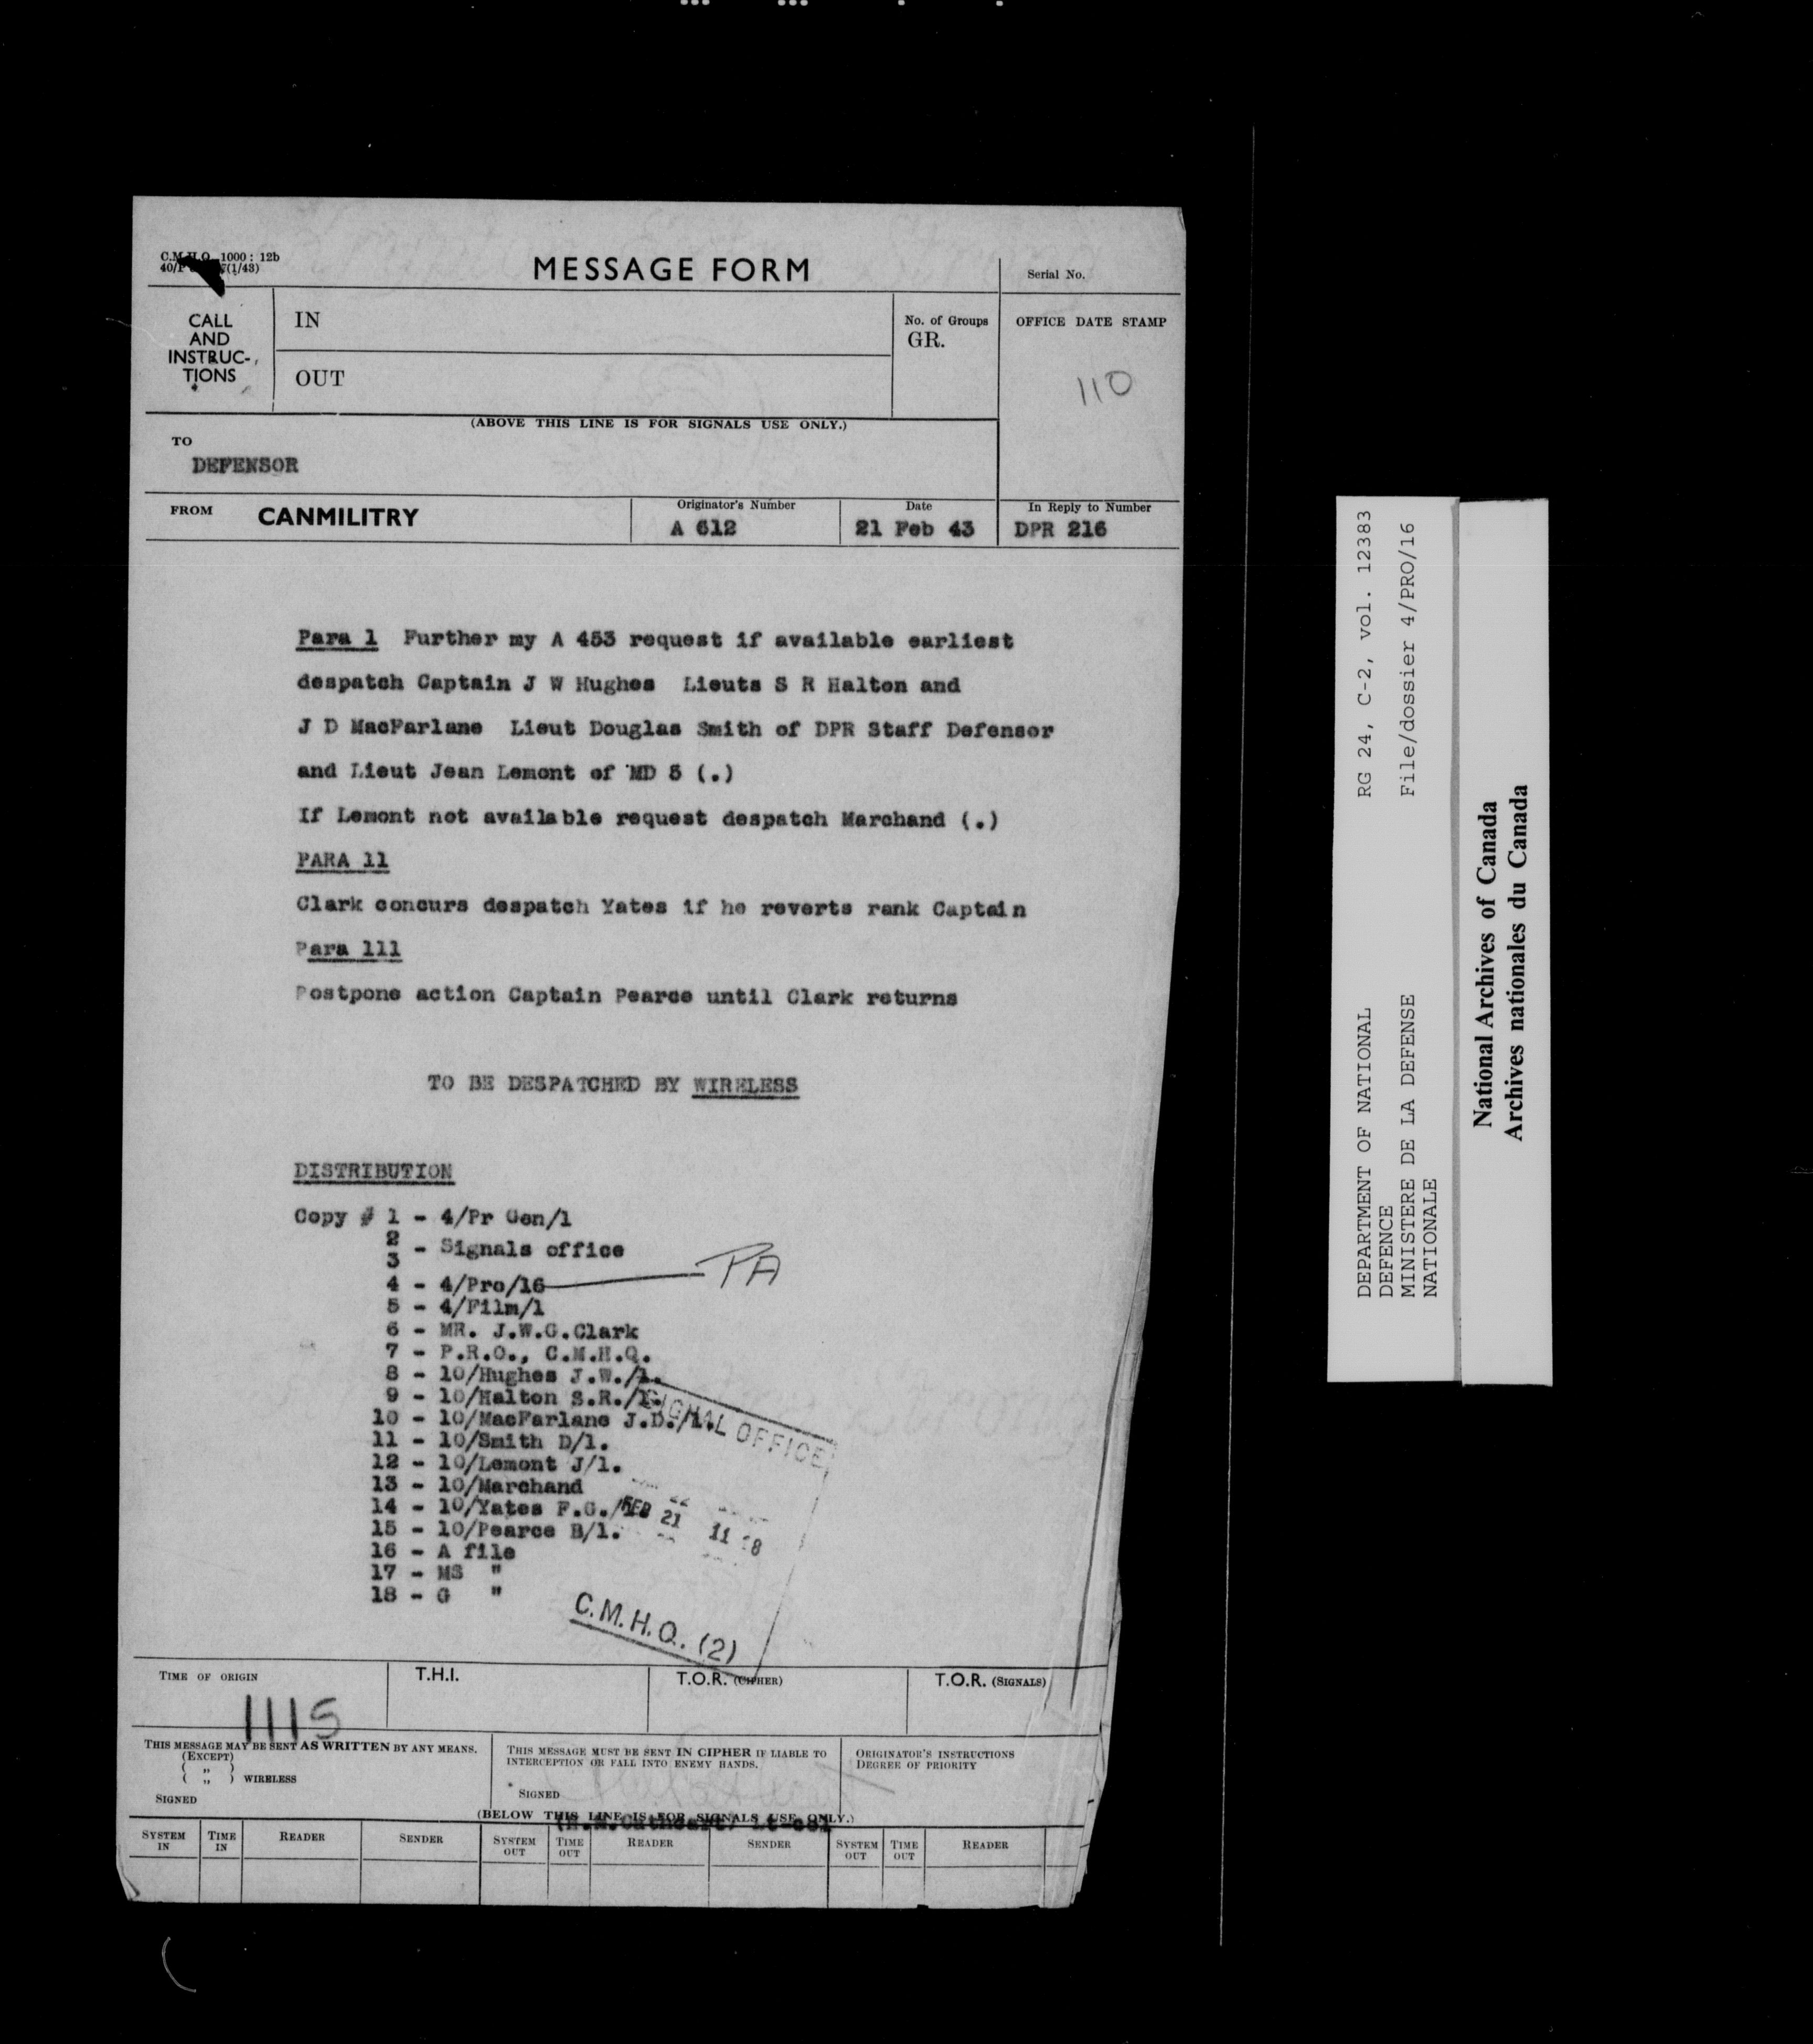 C.M.H.Q. 1000: 12b
40/P 7(1/43)
MESSAGE FORM
Serial No.
CALL
AND
INSTRUC-
TIONS
IN
OUT
No. of Groups
GR.
OFFICE DATE STAMP
110
(ABOVE THIS LINE IS FOR SIGNALS USE ONLY.)
TO
DEFENSOR
FROM CANMILITRY
Originator's Number
A 612
Date
21 Feb 43
In Reply to Number
DPR 216
Para 1 Further my A 453 request if available earliest
despatch Captain J W Hughes Lieuts S R Halton and
J D MacFarlane Lieut Douglas Smith of DPR Staff Defensor
and Lieut Jean Lemont of MD 5 (.)
If Lemont not available request despatch Marchand (.)
PARA 11
Clark concurs despatch Yates if he reverts rank Captain
Para 111
Postpone action Captain Pearce until Clark returns
TO BE DESPATCHED BY WIRELESS
DISTRIBUTION
Copy # 1 - 4/Pr Gen/1
2
3 - Signals office
4 - 4/Pro/16 PA
5 - 4/Film/1
6 - MR. J.W.G.Clark
7 - P.R.O., C.M.H.Q.
8 - 10/Hughes J.W./1.
9 - 10/Halton S.R./1.
10 - 10/MacFarlane J.D./1.
11 - 10/Smith D/1.
12 - 10/Lemont J/1.
13 - 10/Marchand
14 - 10/Yates F.G./
15 - 10/Pearce B/1.
16 - A file
17 - MS "
18 - G "
SIGNAL OFFICE
FEB 21 11 8
C.M.H.Q. (2)
TIME OF ORIGIN
1115
T.H.I.
T.O.R. (CIPHER)
T.O.R. (SIGNALS)
THIS MESSAGE MAY BE SENT AS WRITTEN BY ANY MEANS.
(EXCEPT)
( „ ) WIRELESS
SIGNED
THIS MESSAGE MUST BE SENT IN CIPHER IF LIABLE TO
INTERCEPTION OR FALL INTO ENEMY HANDS.
SIGNED
ORIGINATOR'S INSTRUCTIONS
DEGREE OF PRIORITY
(BELOW THIS LINE IS FOR SIGNALS USE ONLY.)
SYSTEM IN
TIME IN
READER
SENDER
SYSTEM OUT
TIME OUT
READER
SENDER
SYSTEM OUT
TIME OUT
READER
DEPARTMENT OF NATIONAL RG 24, C-2, vol. 12383
DEFENCE
MINISTERE DE LA DEFENSE File/dossier 4/PRO/16
NATIONALE
National Archives of Canada
Archives nationales du Canada